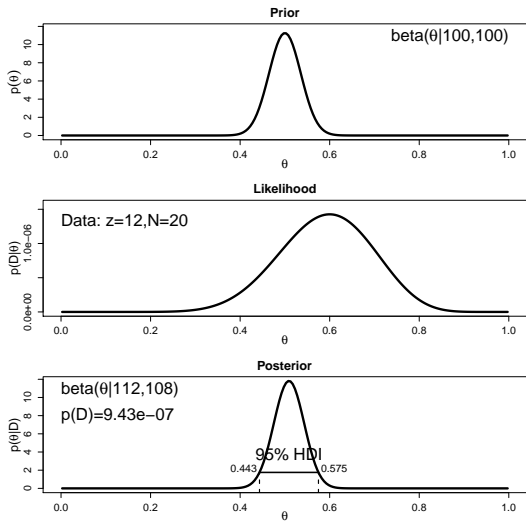 Prior
beta(θ|100,100)
p(θ)
0 2 4 6 8 10
0.0 0.2 0.4 0.6 0.8 1.0
θ
Likelihood
Data: z=12,N=20
p(D|θ)
0.0e+00 1.0e-06
0.0 0.2 0.4 0.6 0.8 1.0
θ
Posterior
beta(θ|112,108)
p(D)=9.43e-07
p(θ|D)
95% HDI
0.443 0.575
0 2 4 6 8 10
0.0 0.2 0.4 0.6 0.8 1.0
θ